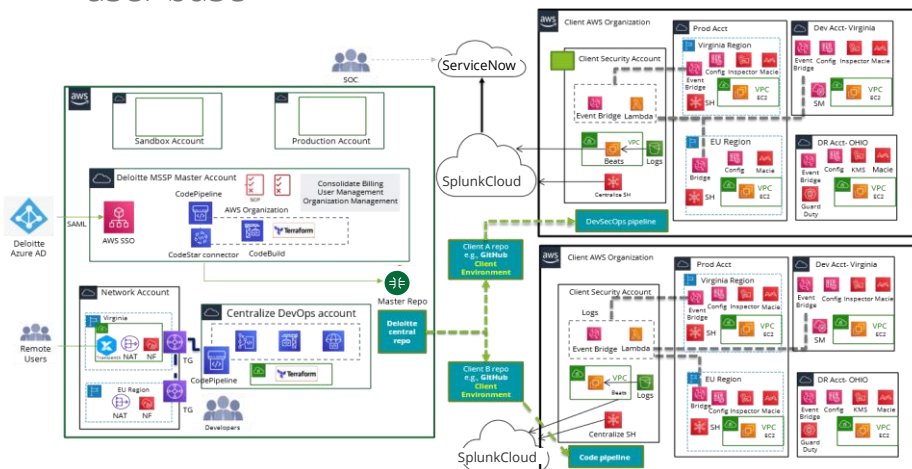 user base
SOC
ServiceNow
SplunkCloud
aws
Sandbox Account
Production Account
Deloitte MSSP Master Account
CodePipeline
SCP
Consolidate Billing
User Management
Organization Management
AWS Organization
Terraform
AWS SSO
CodeStar connector
CodeBuild
SAML
Deloitte
Azure AD
Master Repo
Deloitte
central
repo
Network Account
Virginia
NAT
NF
TG
EU Region
NAT
NF
TG
Remote
Users
Centralize DevOps account
CodePipeline
Terraform
Developers
Client A repo
e.g., GitHub
Client
Environment
Client B repo
e.g., GitHub
Client
Environment
DevSecOps pipeline
Code pipeline
SplunkCloud
aws
Client AWS Organization
Client Security Account
Event Bridge
Lambda
VPC
Beats
Logs
Centralize SH
Prod Acct
Virginia Region
Event
Bridge
Config
Inspector
Macie
SH
VPC
EC2
EU Region
Bridge
Config
Macie
SH
VPC
EC2
Dev Acct- Virginia
Event
Bridge
Config
Inspector
Macie
SM
VPC
EC2
DR Acct- OHIO
Event
Bridge
Config
KMS
Macie
Guard
Duty
VPC
EC2
aws
Client AWS Organization
Client Security Account
Logs
Event Bridge
Lambda
VPC
Beats
Logs
Centralize SH
Prod Acct
Virginia Region
Event
Bridge
Config
Inspector
Macie
SH
VPC
EC2
EU Region
Bridge
Config
Inspector
Macie
SH
VPC
EC2
Dev Acct- Virginia
Event
Bridge
Config
Inspector
Macie
SM
VPC
EC2
DR Acct- OHIO
Event
Bridge
Config
KMS
Macie
Guard
Duty
VPC
EC2